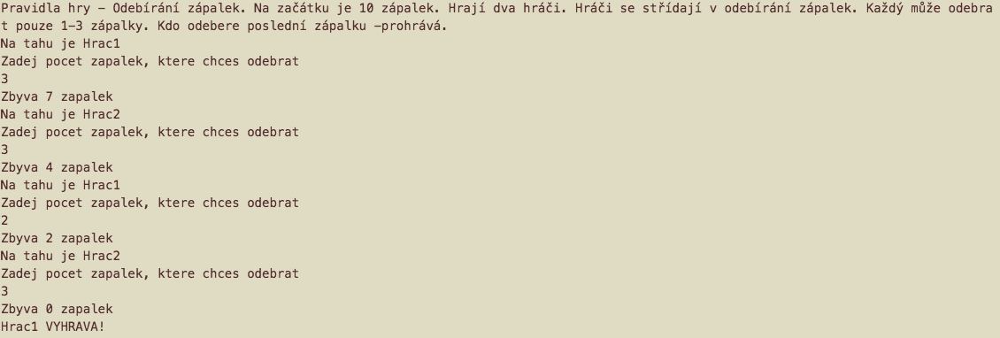 Pravidla hry - Odebírání zápalek. Na začátku je 10 zápalek. Hrají dva hráči. Hráči se střídají v odebírání zápalek. Každý může odebra
t pouze 1-3 zápalky. Kdo odebere poslední zápalku -prohrává.
Na tahu je Hrac1
Zadej pocet zapalek, ktere chces odebrat
3
Zbyva 7 zapalek
Na tahu je Hrac2
Zadej pocet zapalek, ktere chces odebrat
3
Zbyva 4 zapalek
Na tahu je Hrac1
Zadej pocet zapalek, ktere chces odebrat
2
Zbyva 2 zapalek
Na tahu je Hrac2
Zadej pocet zapalek, ktere chces odebrat
3
Zbyva 0 zapalek
Hrac1 VYHRAVA!